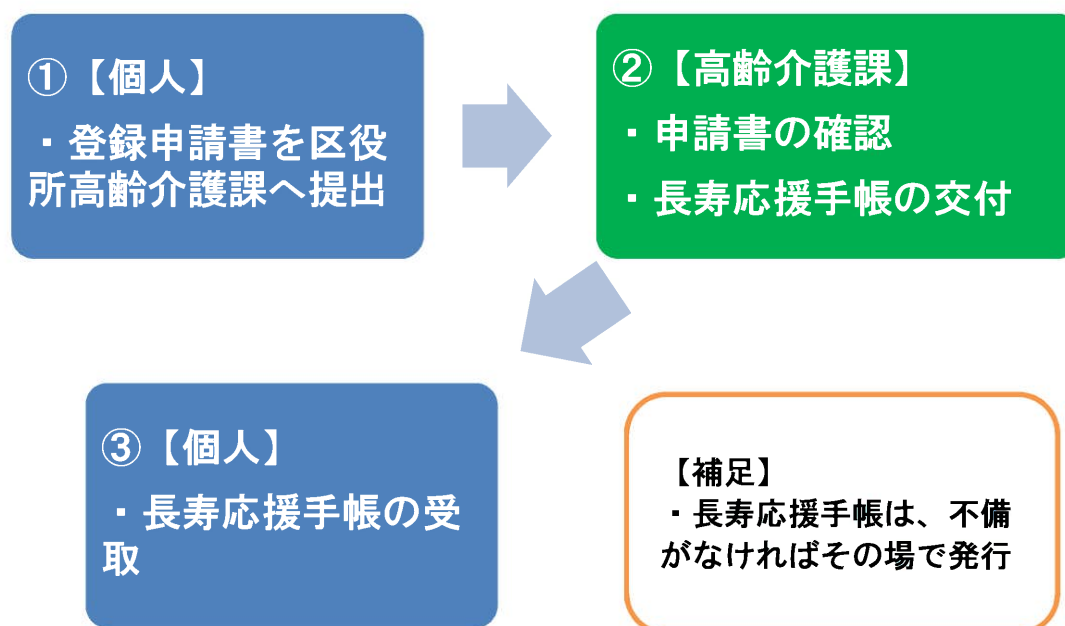 ①【個人】
・登録申請書を区役
所高齢介護課へ提出
②【高齢介護課】
・申請書の確認
・長寿応援手帳の交付
③【個人】
・長寿応援手帳の受
取
【補足】
・長寿応援手帳は、不備
がなければその場で発行